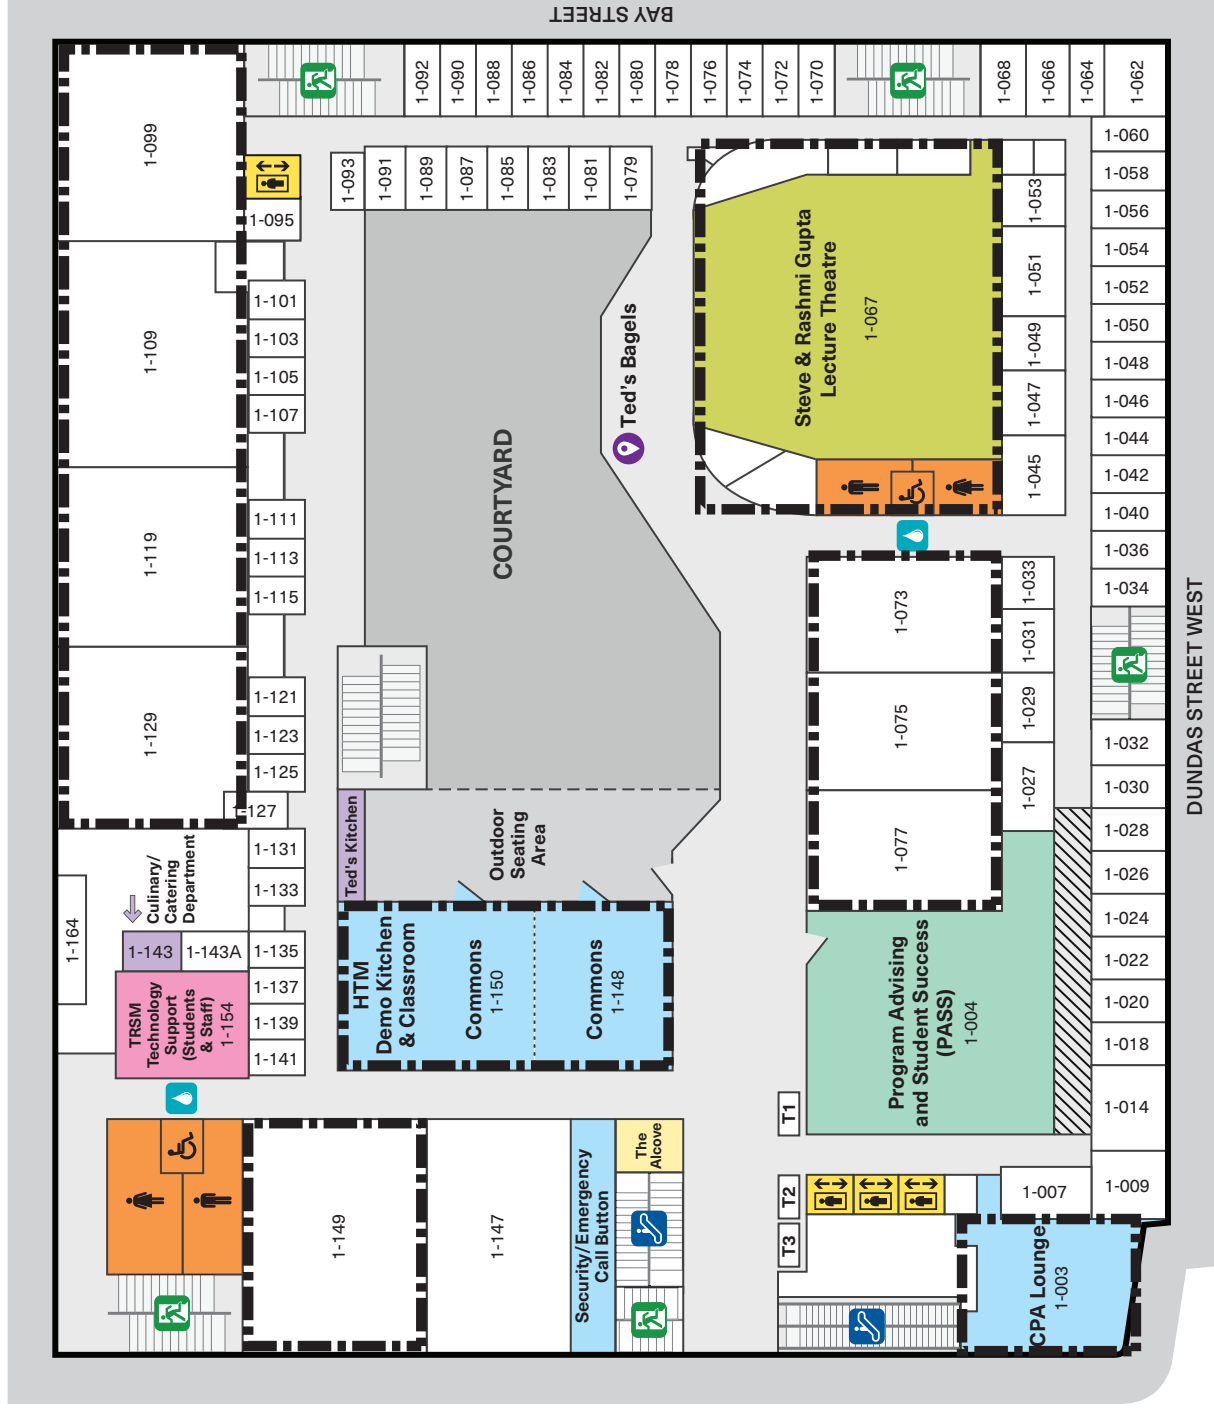 BAY STREET
1-092
1-090
1-088
1-086
1-084
1-082
1-080
1-078
1-076
1-074
1-072
1-070
1-068
1-066
1-064
1-062
1-099
1-095
1-093
1-091
1-089
1-087
1-085
1-083
1-081
1-079
1-060
1-058
1-056
1-054
1-052
1-050
1-048
1-046
1-044
1-042
1-040
1-036
1-034
1-053
1-051
1-049
1-047
1-045
Steve & Rashmi Gupta
Lecture Theatre
1-067
Ted's Bagels
COURTYARD
1-109
1-101
1-103
1-105
1-107
1-119
1-111
1-113
1-115
1-129
1-121
1-123
1-125
1-127
1-131
1-133
1-073
1-075
1-077
1-033
1-031
1-029
1-027
DUNDAS STREET WEST
1-032
1-030
1-028
1-026
1-024
1-022
1-020
1-018
1-014
1-009
1-007
Ted's Kitchen
Outdoor
Seating
Area
Culinary/
Catering
Department
1-164
1-143
1-143A
1-135
1-137
1-139
1-141
TRSM
Technology
Support
(Students
& Staff)
1-154
HTM
Demo Kitchen
& Classroom
Commons
1-150
Commons
1-148
Program Advising
and Student Success
(PASS)
1-004
T1
T2
T3
1-149
1-147
Security/Emergency
Call Button
The
Alcove
CPA Lounge
1-003